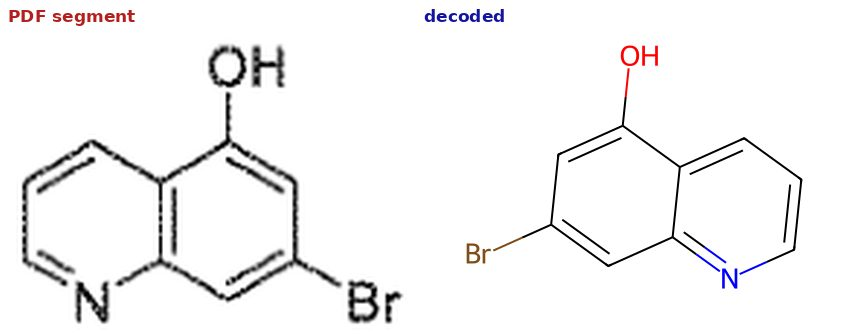 PDF segment
decoded
OH
N
Br
OH
Br
N